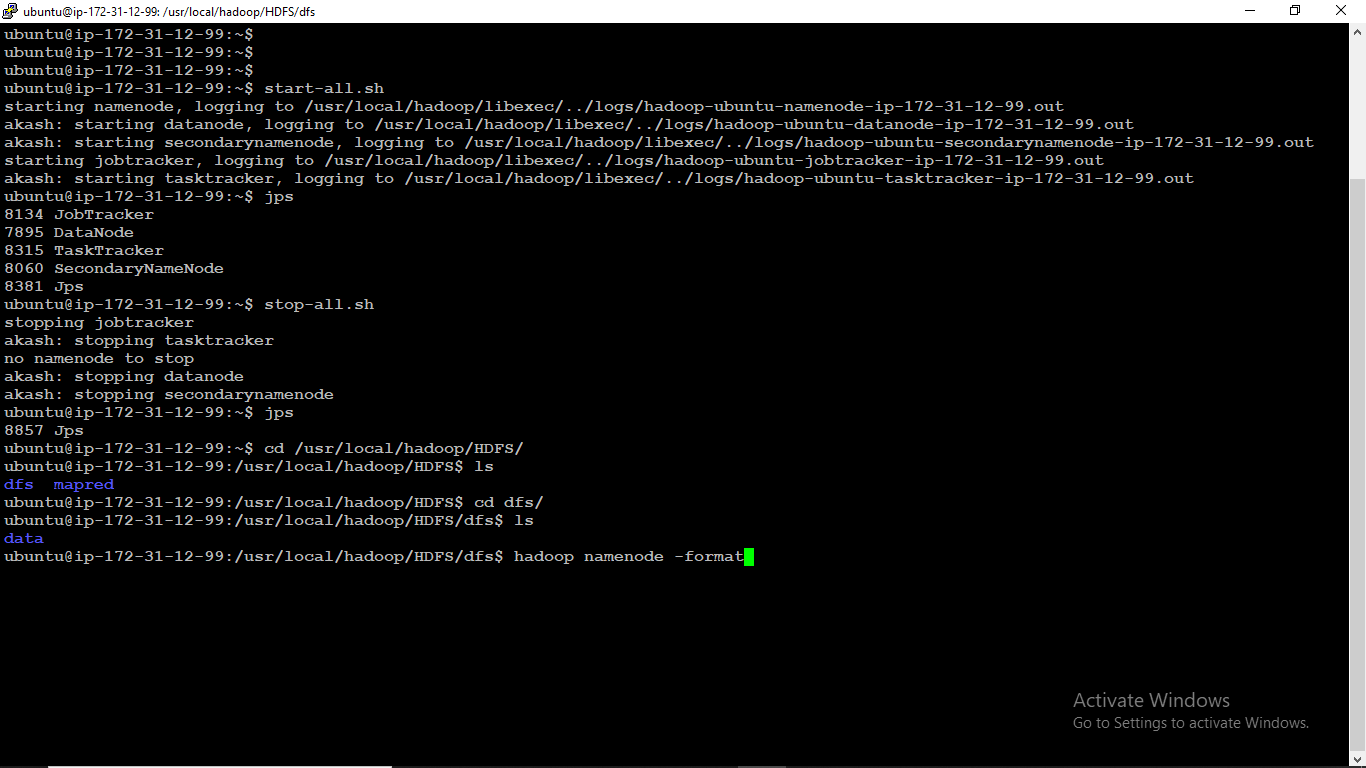 ubuntu@ip-172-31-12-99: /usr/local/hadoop/HDFS/dfs
ubuntu@ip-172-31-12-99:~$
ubuntu@ip-172-31-12-99:~$
ubuntu@ip-172-31-12-99:~$
ubuntu@ip-172-31-12-99:~$ start-all.sh
starting namenode, logging to /usr/local/hadoop/libexec/../logs/hadoop-ubuntu-namenode-ip-172-31-12-99.out
akash: starting datanode, logging to /usr/local/hadoop/libexec/../logs/hadoop-ubuntu-datanode-ip-172-31-12-99.out
akash: starting secondarynamenode, logging to /usr/local/hadoop/libexec/../logs/hadoop-ubuntu-secondarynamenode-ip-172-31-12-99.out
starting jobtracker, logging to /usr/local/hadoop/libexec/../logs/hadoop-ubuntu-jobtracker-ip-172-31-12-99.out
akash: starting tasktracker, logging to /usr/local/hadoop/libexec/../logs/hadoop-ubuntu-tasktracker-ip-172-31-12-99.out
ubuntu@ip-172-31-12-99:~$ jps
8134 JobTracker
7895 DataNode
8315 TaskTracker
8060 SecondaryNameNode
8381 Jps
ubuntu@ip-172-31-12-99:~$ stop-all.sh
stopping jobtracker
akash: stopping tasktracker
no namenode to stop
akash: stopping datanode
akash: stopping secondarynamenode
ubuntu@ip-172-31-12-99:~$ jps
8857 Jps
ubuntu@ip-172-31-12-99:~$ cd /usr/local/hadoop/HDFS/
ubuntu@ip-172-31-12-99:/usr/local/hadoop/HDFS$ ls
dfs  mapred
ubuntu@ip-172-31-12-99:/usr/local/hadoop/HDFS$ cd dfs/
ubuntu@ip-172-31-12-99:/usr/local/hadoop/HDFS/dfs$ ls
data
ubuntu@ip-172-31-12-99:/usr/local/hadoop/HDFS/dfs$ hadoop namenode -format
Activate Windows
Go to Settings to activate Windows.